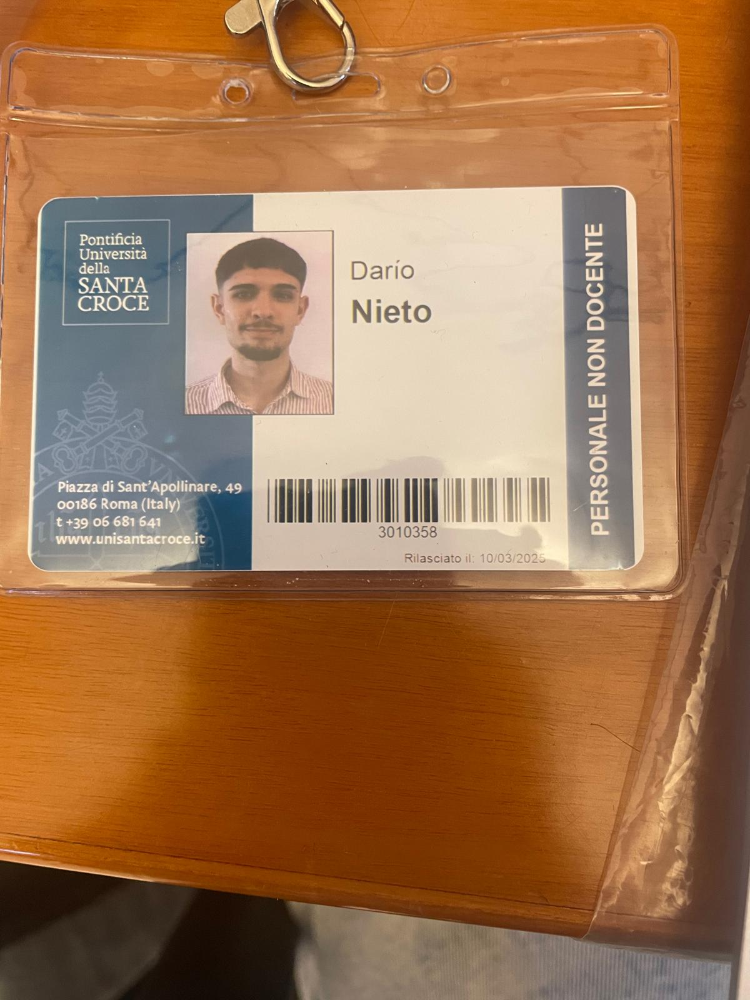 Pontificia
Università
della
SANTA
CROCE
Darío
Nieto
PERSONALE NON DOCENTE
Piazza di Sant'Apollinare, 49
00186 Roma (Italy)
t +39 06 681 641
www.unisantacroce.it
3010358
Rilasciato il: 10/03/2025